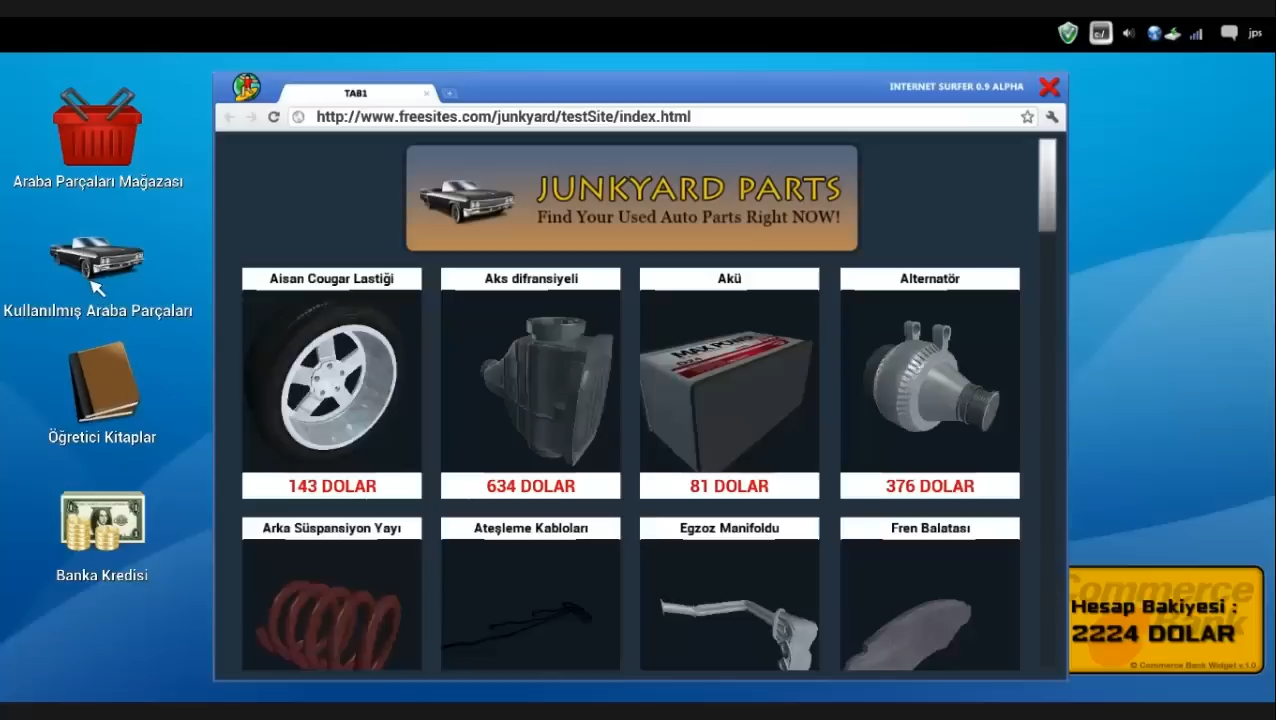 jps
TAB1
INTERNET SURFER 0.9 ALPHA
http://www.freesites.com/junkyard/testSite/index.html
JUNKYARD PARTS
Find Your Used Auto Parts Right NOW!
Araba Parçaları Mağazası
Kullanılmış Araba Parçaları
Öğretici Kitaplar
Banka Kredisi
Aisan Cougar Lastiği
Aks difransiyeli
Akü
Alternatör
MAX POWER
143 DOLAR
634 DOLAR
81 DOLAR
376 DOLAR
Arka Süspansiyon Yayı
Ateşleme Kabloları
Egzoz Manifoldu
Fren Balatası
Commerce
Bank
Hesap Bakiyesi :
2224 DOLAR
© Commerce Bank Widget v.1.0.